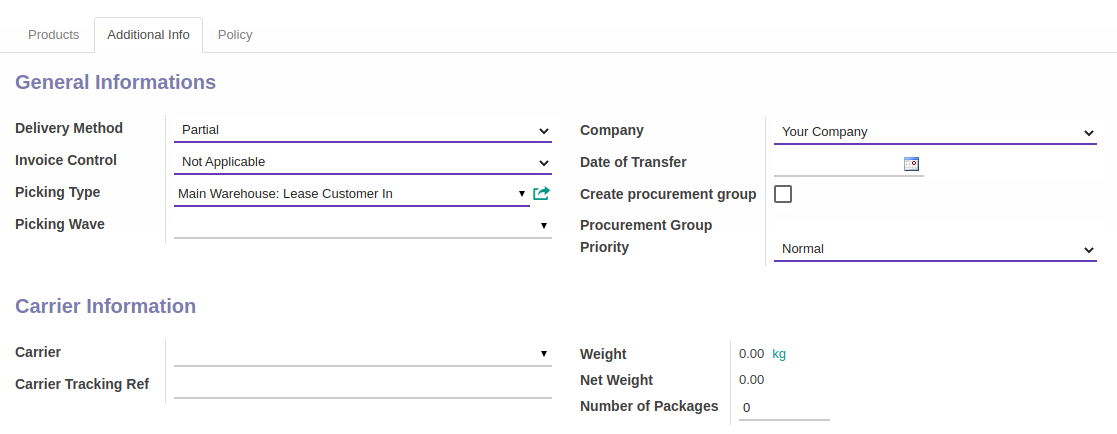 Products Additional Info Policy
General Informations
Delivery Method Partial
Invoice Control Not Applicable
Picking Type Main Warehouse: Lease Customer In
Picking Wave
Company Your Company
Date of Transfer
Create procurement group
Procurement Group
Priority Normal
Carrier Information
Carrier
Carrier Tracking Ref
Weight 0.00 kg
Net Weight 0.00
Number of Packages 0